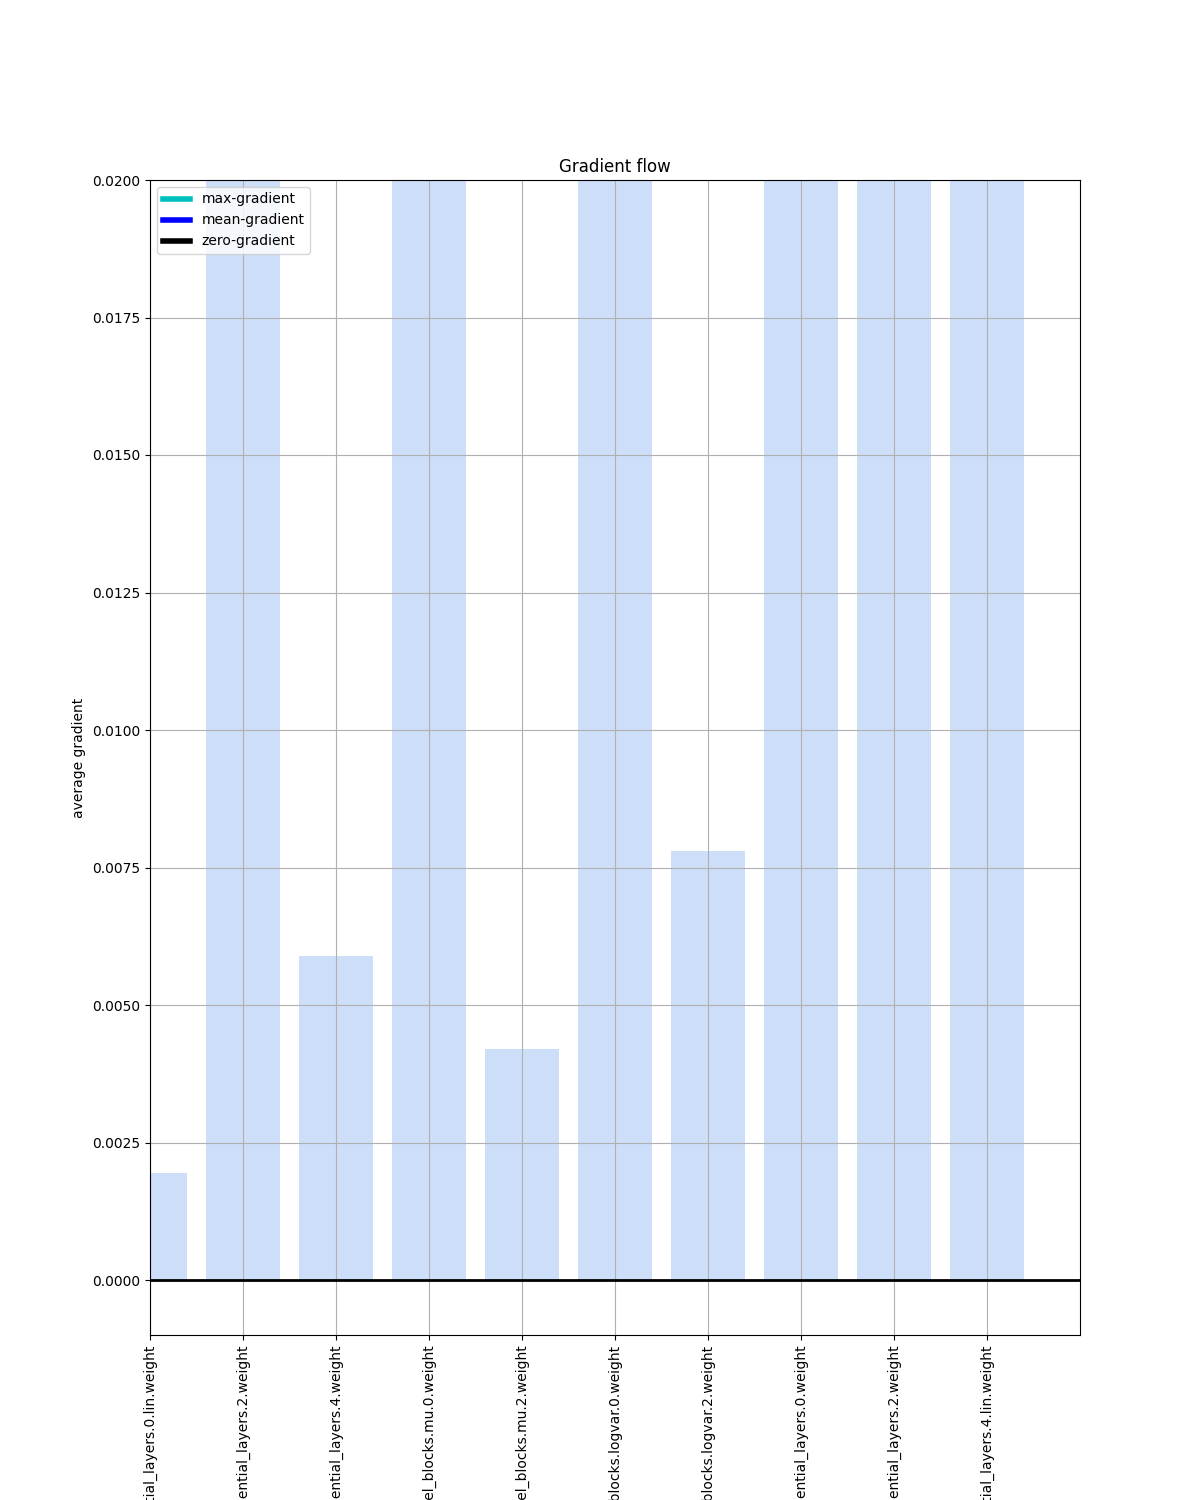 Gradient flow
max-gradient
mean-gradient
zero-gradient
0.0200
0.0175
0.0150
0.0125
0.0100
0.0075
0.0050
0.0025
0.0000
average gradient
tial_layers.0.lin.weight
ential_layers.2.weight
ential_layers.4.weight
el_blocks.mu.0.weight
el_blocks.mu.2.weight
blocks.logvar.0.weight
blocks.logvar.2.weight
ential_layers.0.weight
ential_layers.2.weight
tial_layers.4.lin.weight